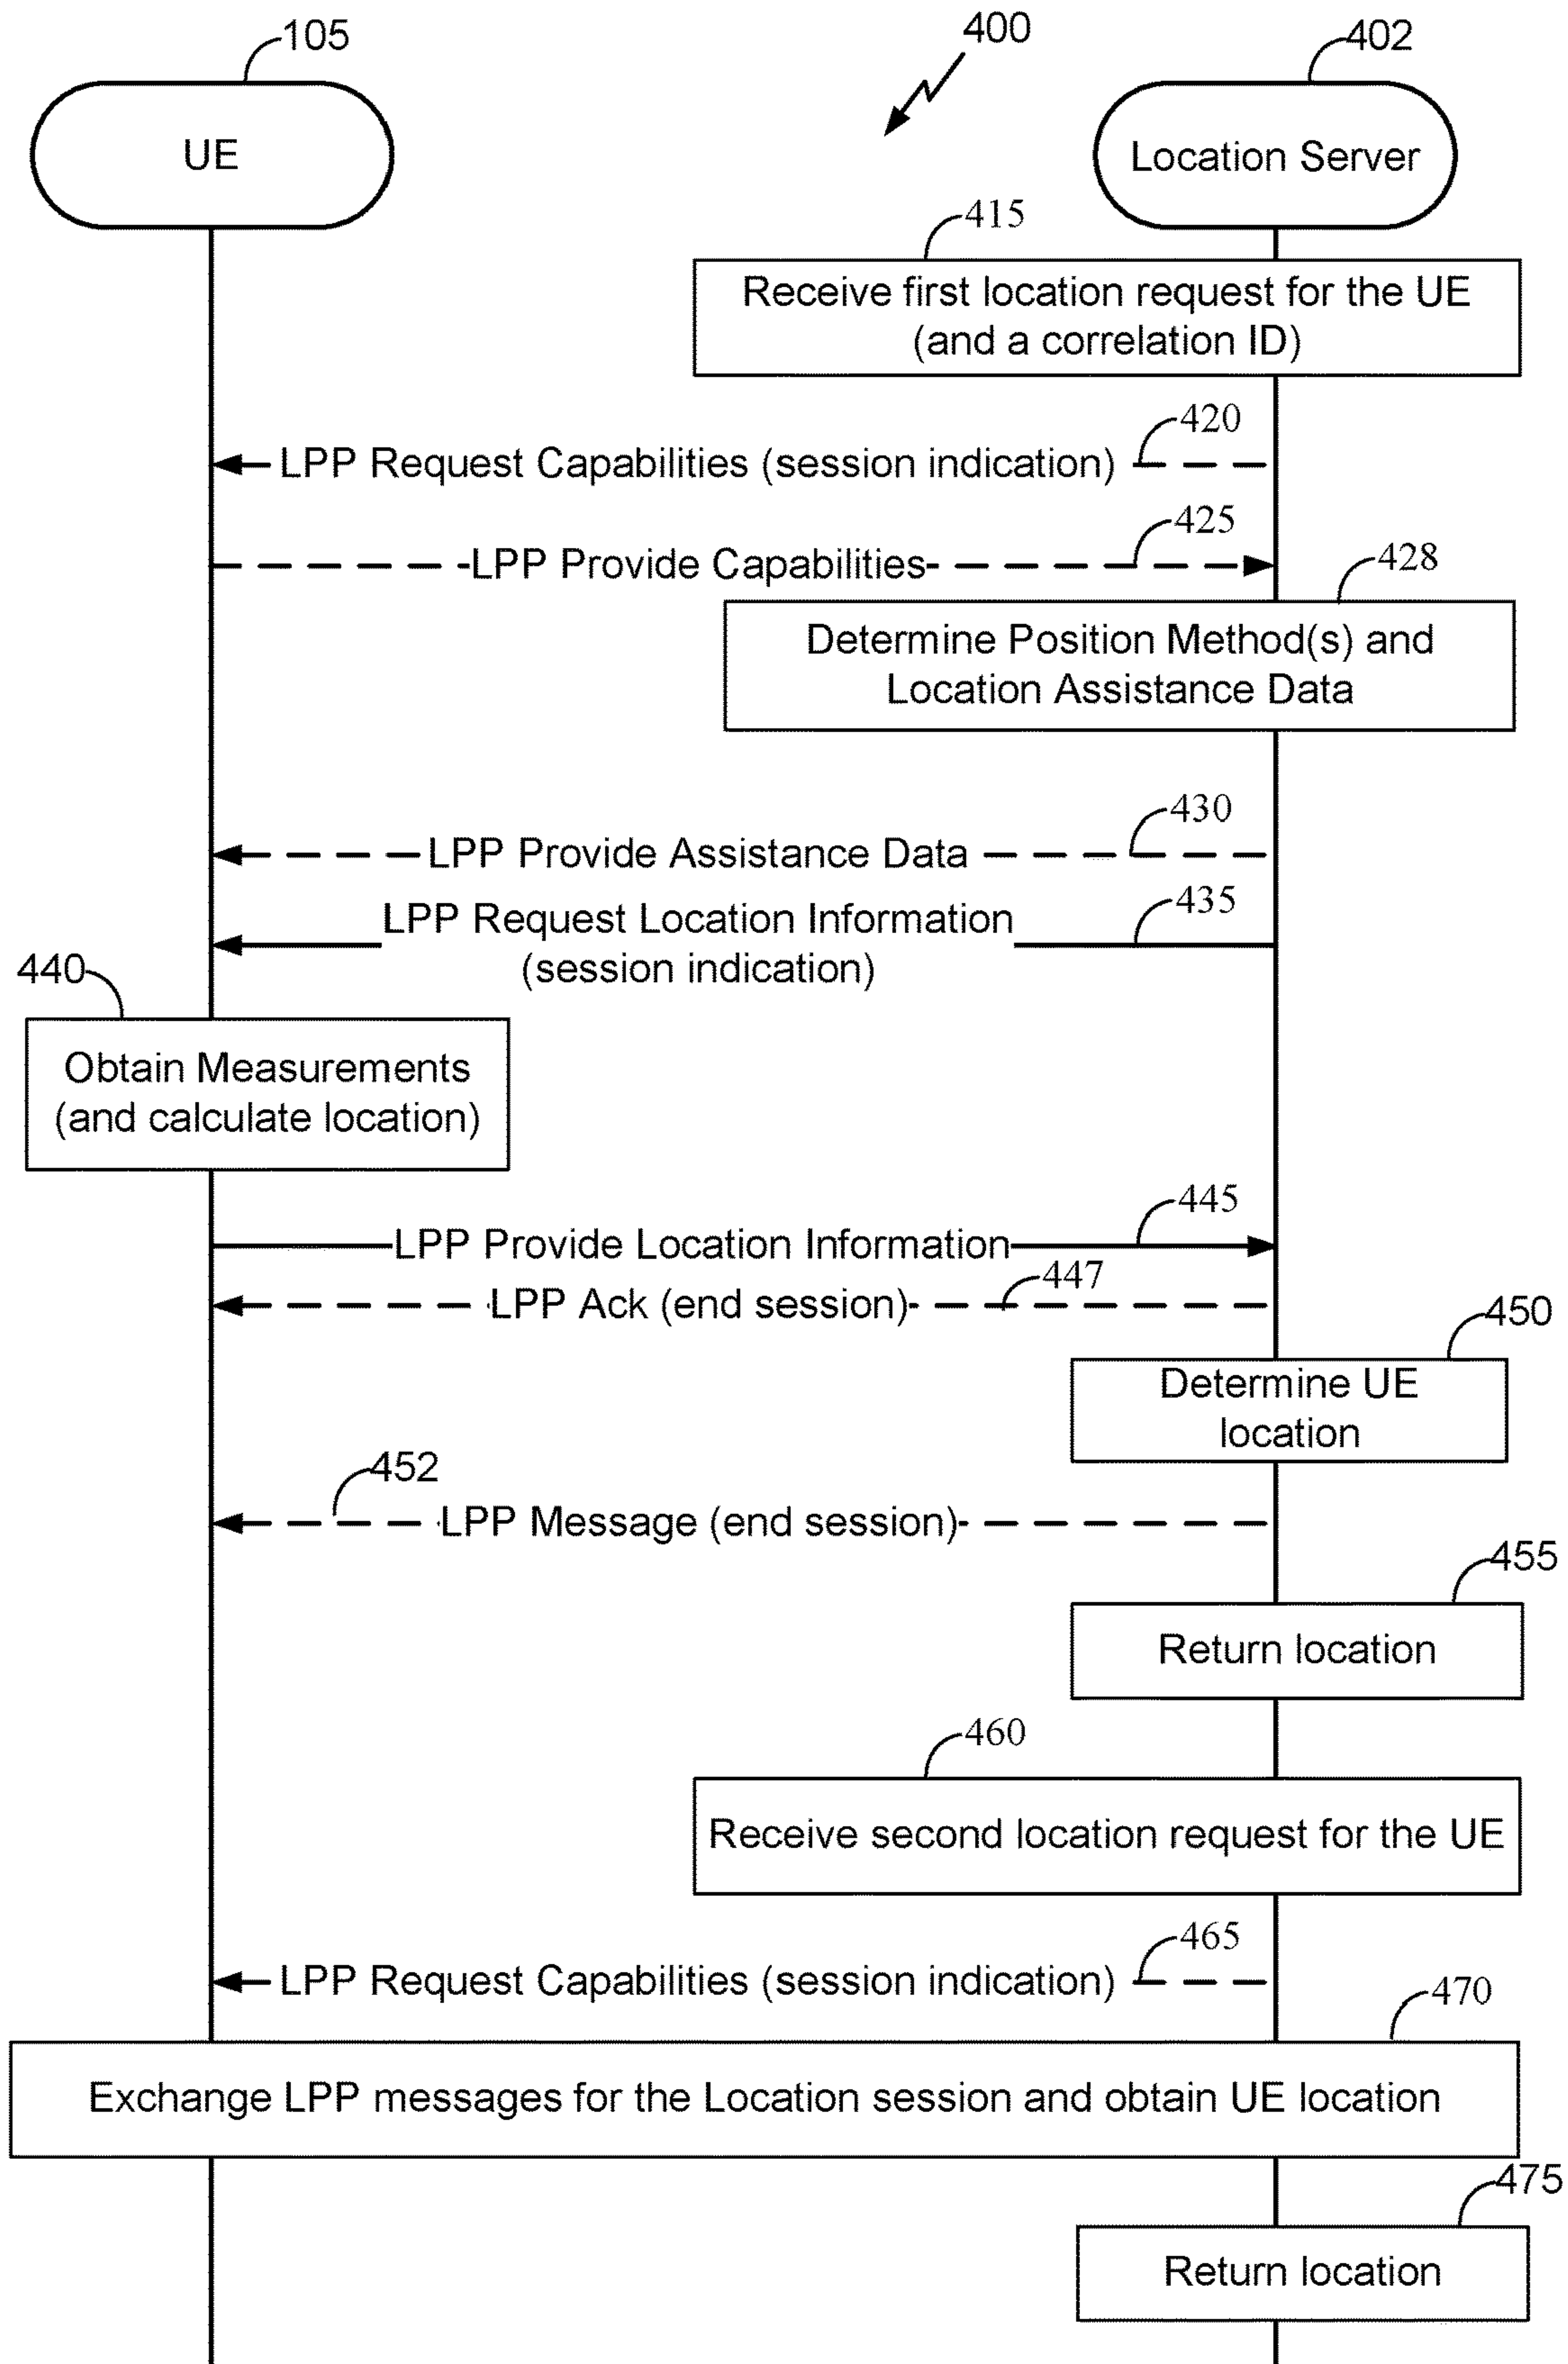 105
400
402
UE
Location Server
415
Receive first location request for the UE
(and a correlation ID)
420
LPP Request Capabilities (session indication)
425
LPP Provide Capabilities
428
Determine Position Method(s) and
Location Assistance Data
430
LPP Provide Assistance Data
435
LPP Request Location Information
(session indication)
440
Obtain Measurements
(and calculate location)
445
LPP Provide Location Information
447
LPP Ack (end session)
450
Determine UE
location
452
LPP Message (end session)
455
Return location
460
Receive second location request for the UE
465
LPP Request Capabilities (session indication)
470
Exchange LPP messages for the Location session and obtain UE location
475
Return location